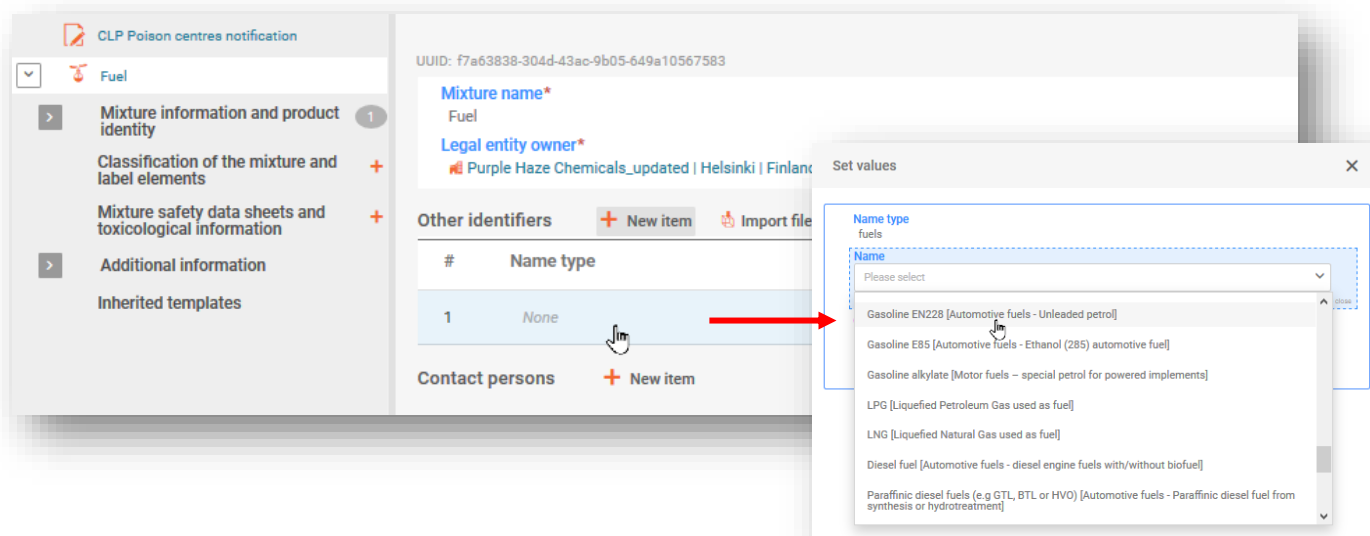 CLP Poison centres notification
Fuel
Mixture information and product
identity
1
Classification of the mixture and
label elements
+
Mixture safety data sheets and
toxicological information
+
Additional information
Inherited templates
UUID: f7a63838-304d-43ac-9b05-649a10567583
Mixture name*
Fuel
Legal entity owner*
Purple Haze Chemicals_updated | Helsinki | Finland
Other identifiers
+ New item
Import file
# Name type
1 None
Contact persons
+ New item
Set values
Name type
fuels
Name
Please select
close
Gasoline EN228 [Automotive fuels - Unleaded petrol]
Gasoline E85 [Automotive fuels - Ethanol (285) automotive fuel]
Gasoline alkylate [Motor fuels – special petrol for powered implements]
LPG [Liquefied Petroleum Gas used as fuel]
LNG [Liquefied Natural Gas used as fuel]
Diesel fuel [Automotive fuels - diesel engine fuels with/without biofuel]
Paraffinic diesel fuels (e.g GTL, BTL or HVO) [Automotive fuels - Paraffinic diesel fuel from
synthesis or hydrotreatment]